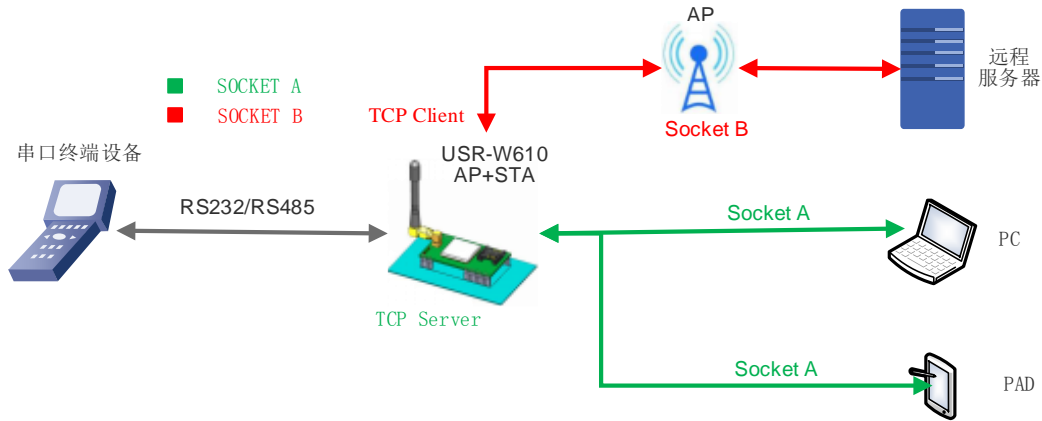 AP
SOCKET A
SOCKET B
TCP Client
Socket B
远程
服务器
串口终端设备
USR-W610
AP+STA
RS232/RS485
Socket A
PC
TCP Server
Socket A
PAD